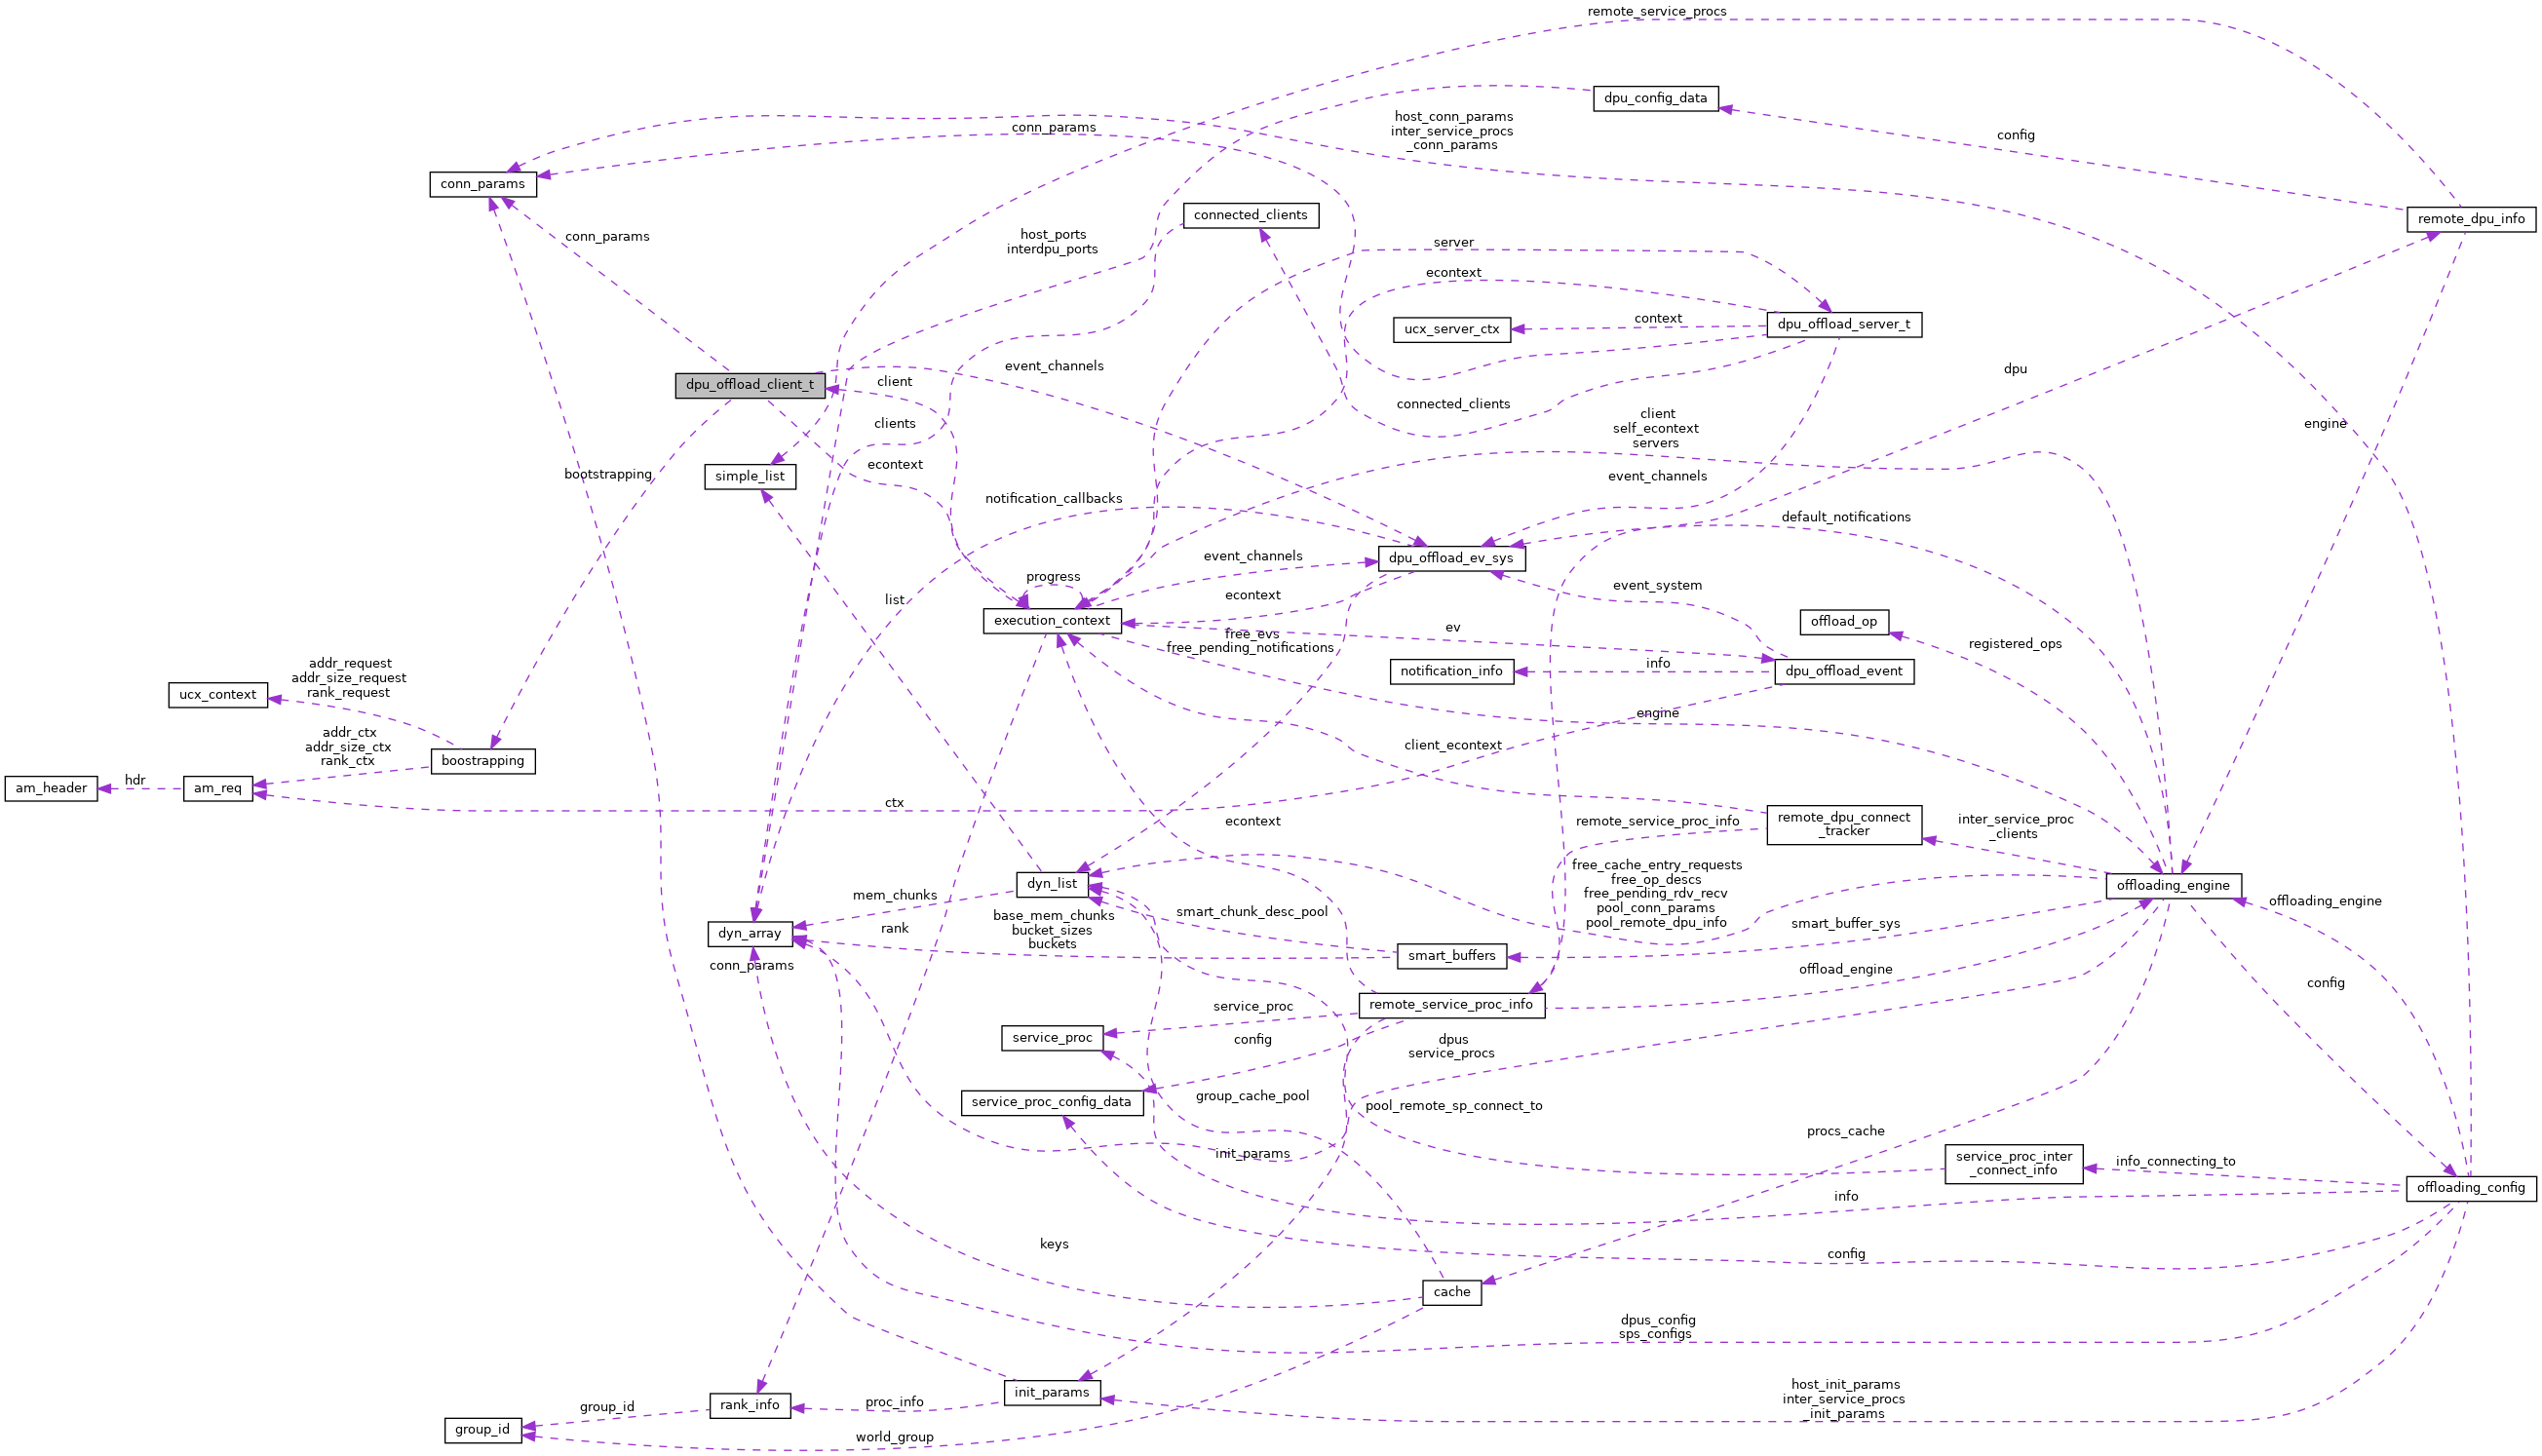 remote_service_procs
dpu_config_data
host_conn_params
inter_service_procs
_conn_params
conn_params
config
conn_params
connected_clients
remote_dpu_info
conn_params
host_ports
interdpu_ports
server
econtext
ucx_server_ctx
context
dpu_offload_server_t
event_channels
dpu
dpu_offload_client_t
client
connected_clients
clients
client
self_econtext
servers
engine
econtext
bootstrapping
simple_list
event_channels
notification_callbacks
default_notifications
event_channels
dpu_offload_ev_sys
progress
econtext
event_system
list
execution_context
offload_op
ev
free_evs
free_pending_notifications
registered_ops
addr_request
addr_size_request
rank_request
ucx_context
notification_info
info
dpu_offload_event
engine
addr_ctx
addr_size_ctx
rank_ctx
boostrapping
client_econtext
am_header
hdr
am_req
ctx
econtext
remote_service_proc_info
remote_dpu_connect
_tracker
inter_service_proc
_clients
free_cache_entry_requests
free_op_descs
free_pending_rdv_recv
pool_conn_params
pool_remote_dpu_info
dyn_list
offloading_engine
mem_chunks
offloading_engine
smart_chunk_desc_pool
base_mem_chunks
bucket_sizes
buckets
smart_buffer_sys
dyn_array
rank
smart_buffers
conn_params
offload_engine
config
remote_service_proc_info
service_proc
service_proc
config
dpus
service_procs
service_proc_config_data
group_cache_pool
pool_remote_sp_connect_to
procs_cache
init_params
service_proc_inter
_connect_info
info_connecting_to
offloading_config
info
keys
config
cache
dpus_config
sps_configs
init_params
host_init_params
inter_service_procs
_init_params
proc_info
rank_info
group_id
group_id
world_group